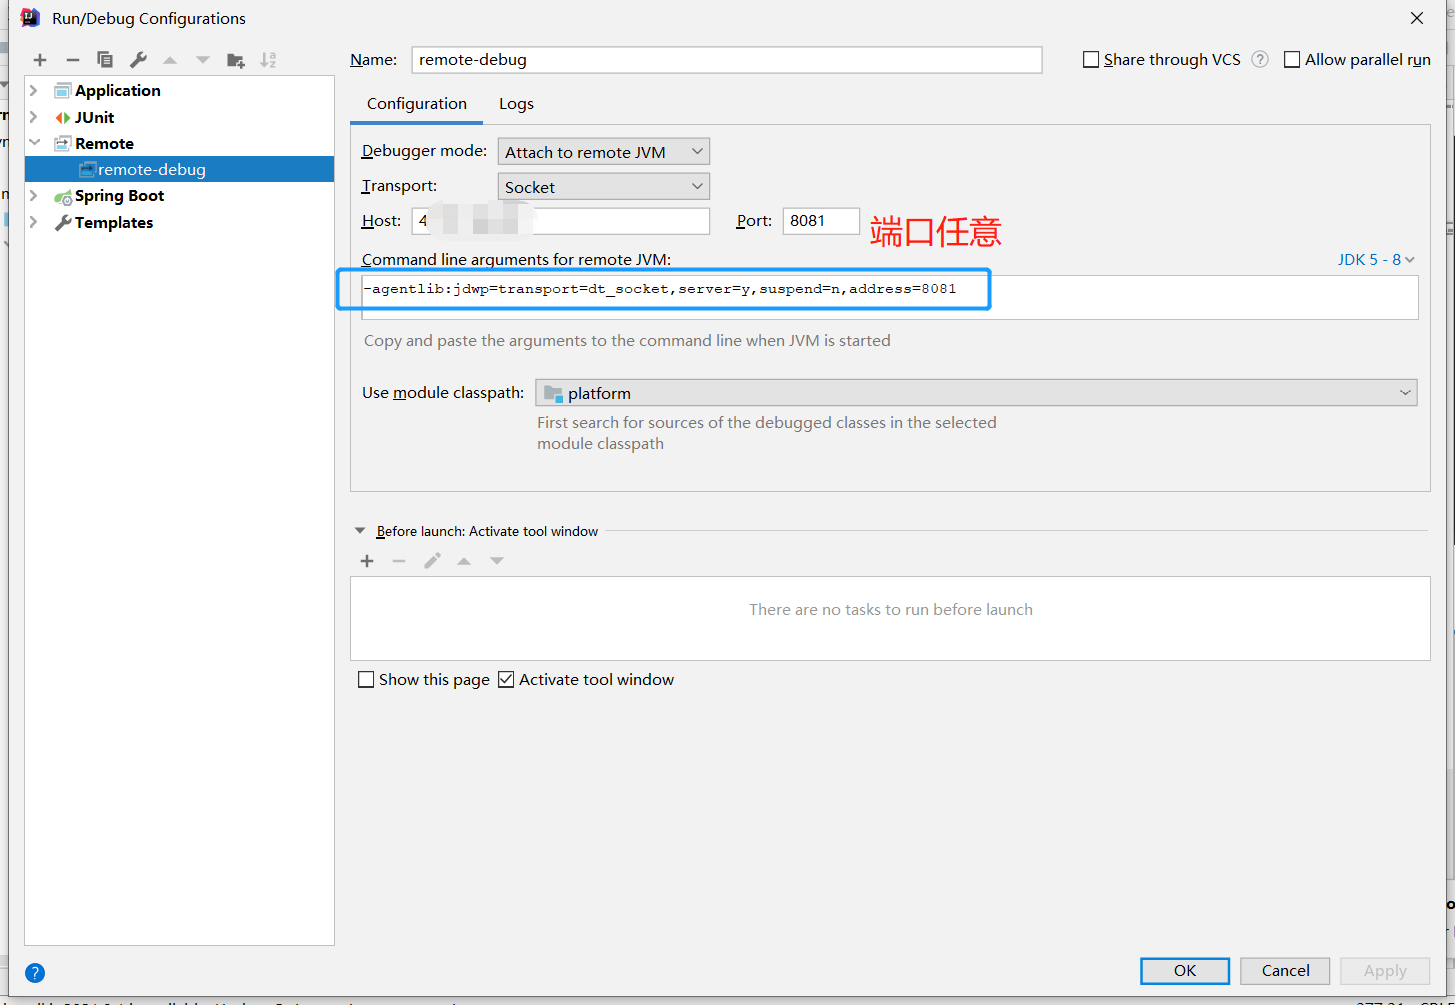 Run/Debug Configurations
Name: remote-debug
Share through VCS
Allow parallel run
Application
JUnit
Remote
remote-debug
Spring Boot
Templates
Configuration Logs
Debugger mode: Attach to remote JVM
Transport: Socket
Host: 4 Port: 8081 端口任意
Command line arguments for remote JVM: JDK 5 - 8
-agentlib:jdwp=transport=dt_socket,server=y,suspend=n,address=8081
Copy and paste the arguments to the command line when JVM is started
Use module classpath: platform
First search for sources of the debugged classes in the selected
module classpath
Before launch: Activate tool window
There are no tasks to run before launch
Show this page Activate tool window
? OK Cancel Apply